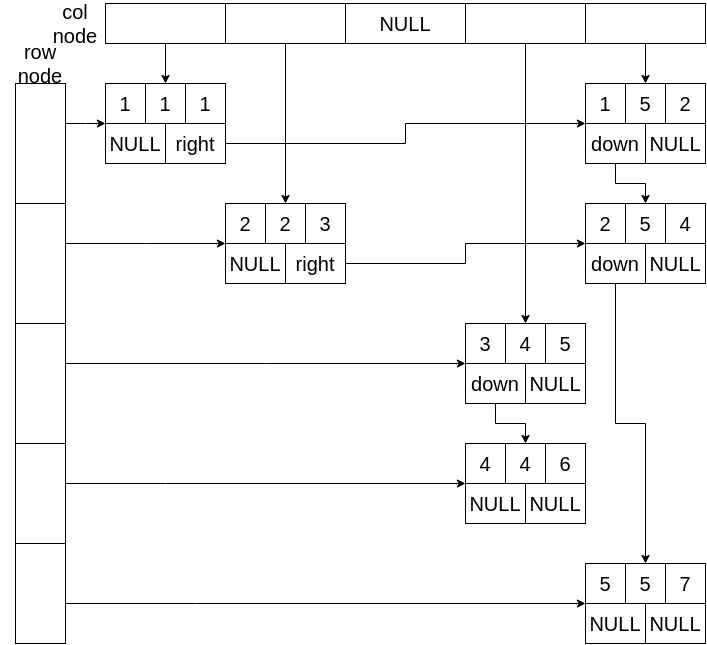 col
node
NULL
row
node
1 1 1
NULL right
1 5 2
down NULL
2 2 3
NULL right
2 5 4
down NULL
3 4 5
down NULL
4 4 6
NULL NULL
5 5 7
NULL NULL